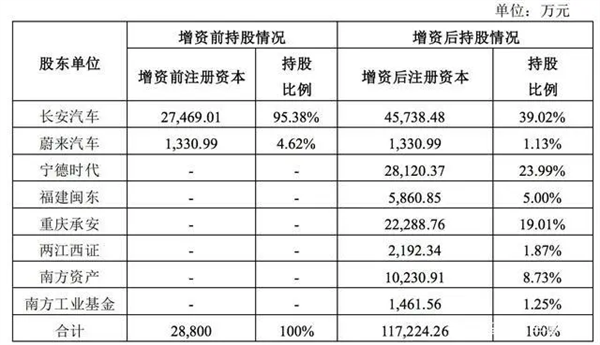 单位：万元
股东单位 增资前持股情况 增资后持股情况
增资前注册资本 持股比例 增资后注册资本 持股比例
长安汽车 27,469.01 95.38% 45,738.48 39.02%
蔚来汽车 1,330.99 4.62% 1,330.99 1.13%
宁德时代 - - 28,120.37 23.99%
福建闽东 - - 5,860.85 5.00%
重庆承安 - - 22,288.76 19.01%
两江西证 - - 2,192.34 1.87%
南方资产 - - 10,230.91 8.73%
南方工业基金 - - 1,461.56 1.25%
合计 28,800 100% 117,224.26 100%